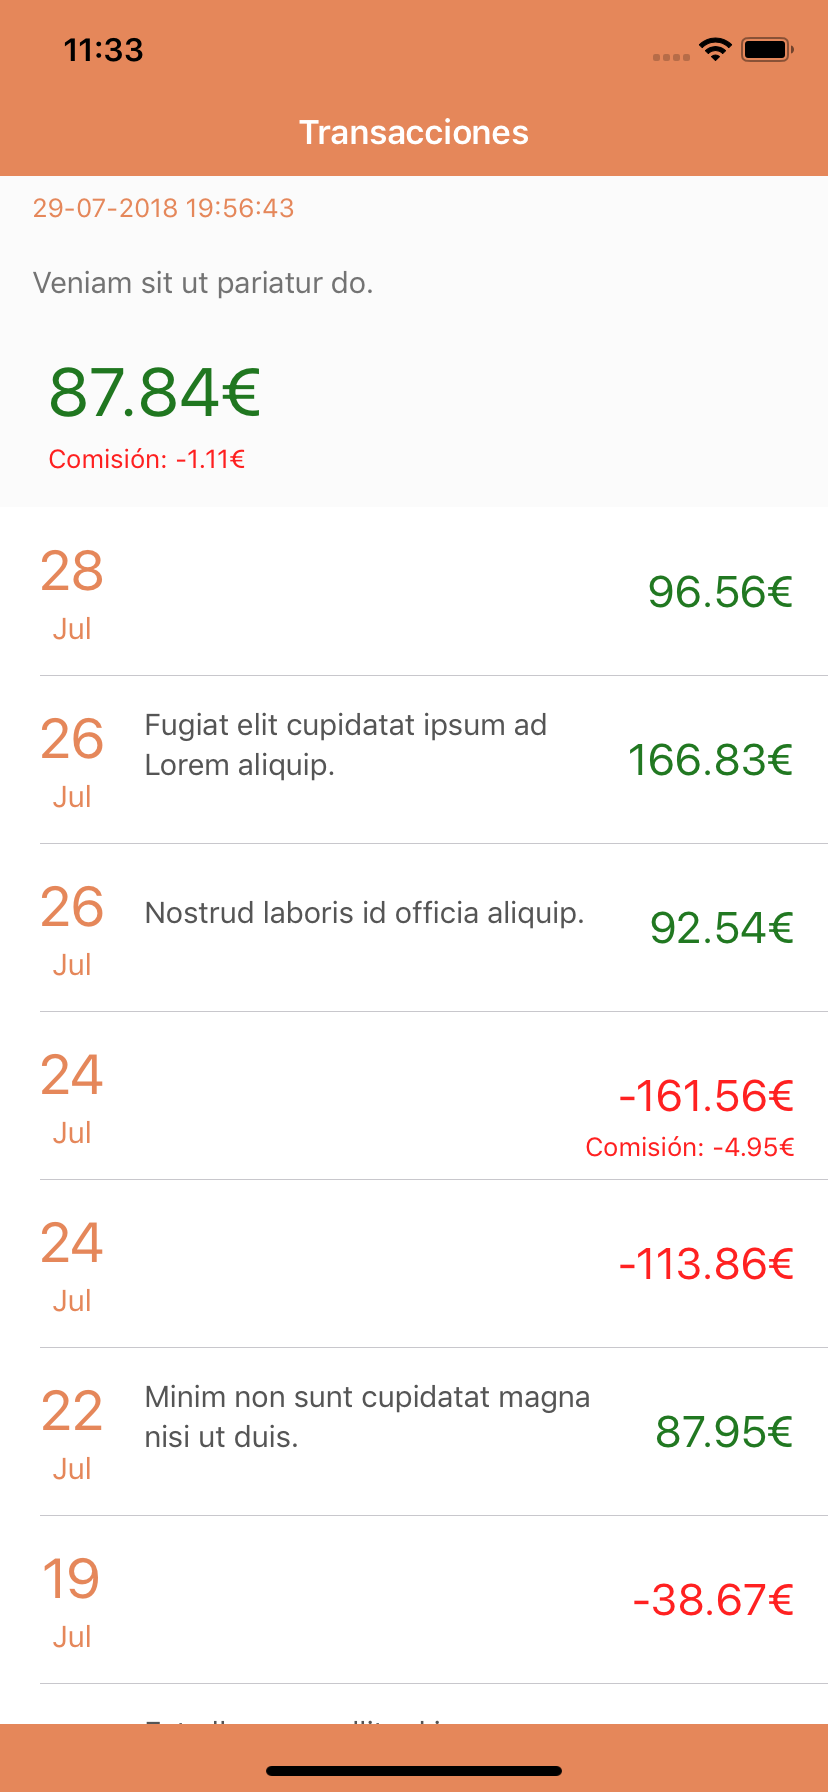 11:33
Transacciones
29-07-2018 19:56:43
Veniam sit ut pariatur do.
87.84€
Comisión: -1.11€
28
Jul
96.56€
26
Jul
Fugiat elit cupidatat ipsum ad
Lorem aliquip.
166.83€
26
Jul
Nostrud laboris id officia aliquip.
92.54€
24
Jul
-161.56€
Comisión: -4.95€
24
Jul
-113.86€
22
Jul
Minim non sunt cupidatat magna
nisi ut duis.
87.95€
19
Jul
-38.67€